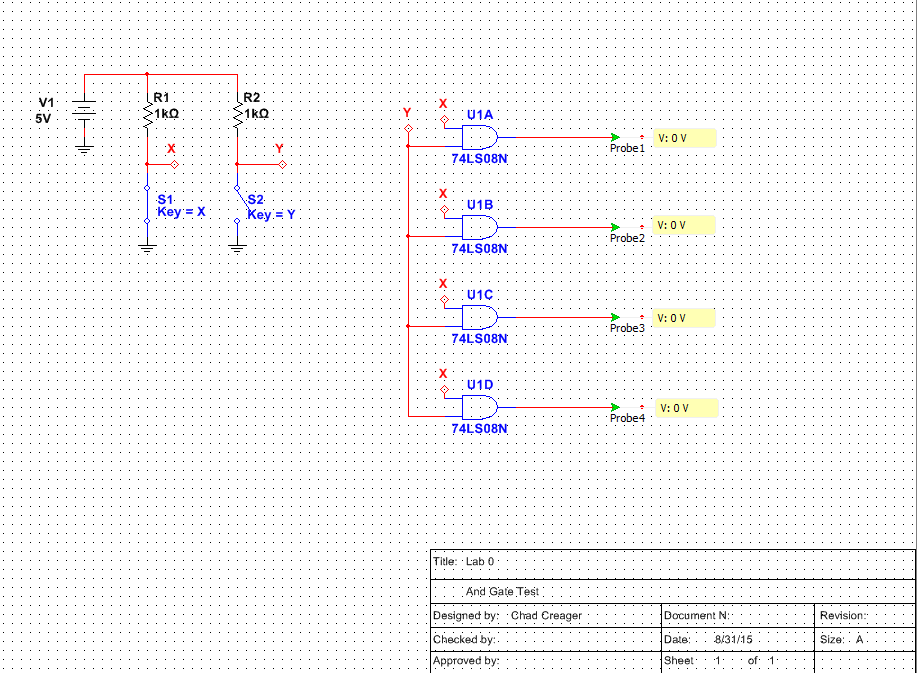 V1
5V
R1
1kΩ
R2
1kΩ
X
Y
S1
Key = X
S2
Key = Y
Y
X
U1A
74LS08N
Probe1
V: 0 V
X
U1B
74LS08N
Probe2
V: 0 V
X
U1C
74LS08N
Probe3
V: 0 V
X
U1D
74LS08N
Probe4
V: 0 V
Title: Lab 0
And Gate Test
Designed by: Chad Creager Document N: Revision:
Checked by: Date: 8/31/15 Size: A
Approved by: Sheet 1 of 1